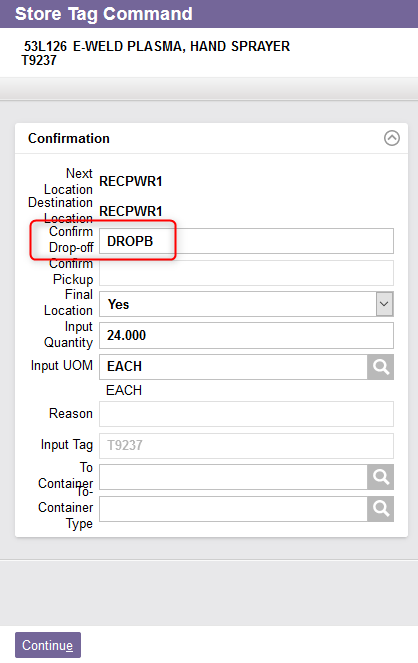 Store Tag Command
53L126 E-WELD PLASMA, HAND SPRAYER
T9237
Confirmation
Next
Location RECPWR1
Destination
Location RECPWR1
Confirm
Drop-off DROPB
Confirm
Pickup
Final
Location Yes
Input
Quantity 24.000
Input UOM EACH
EACH
Reason
Input Tag T9237
To
Container
To-
Container
Type
Continue